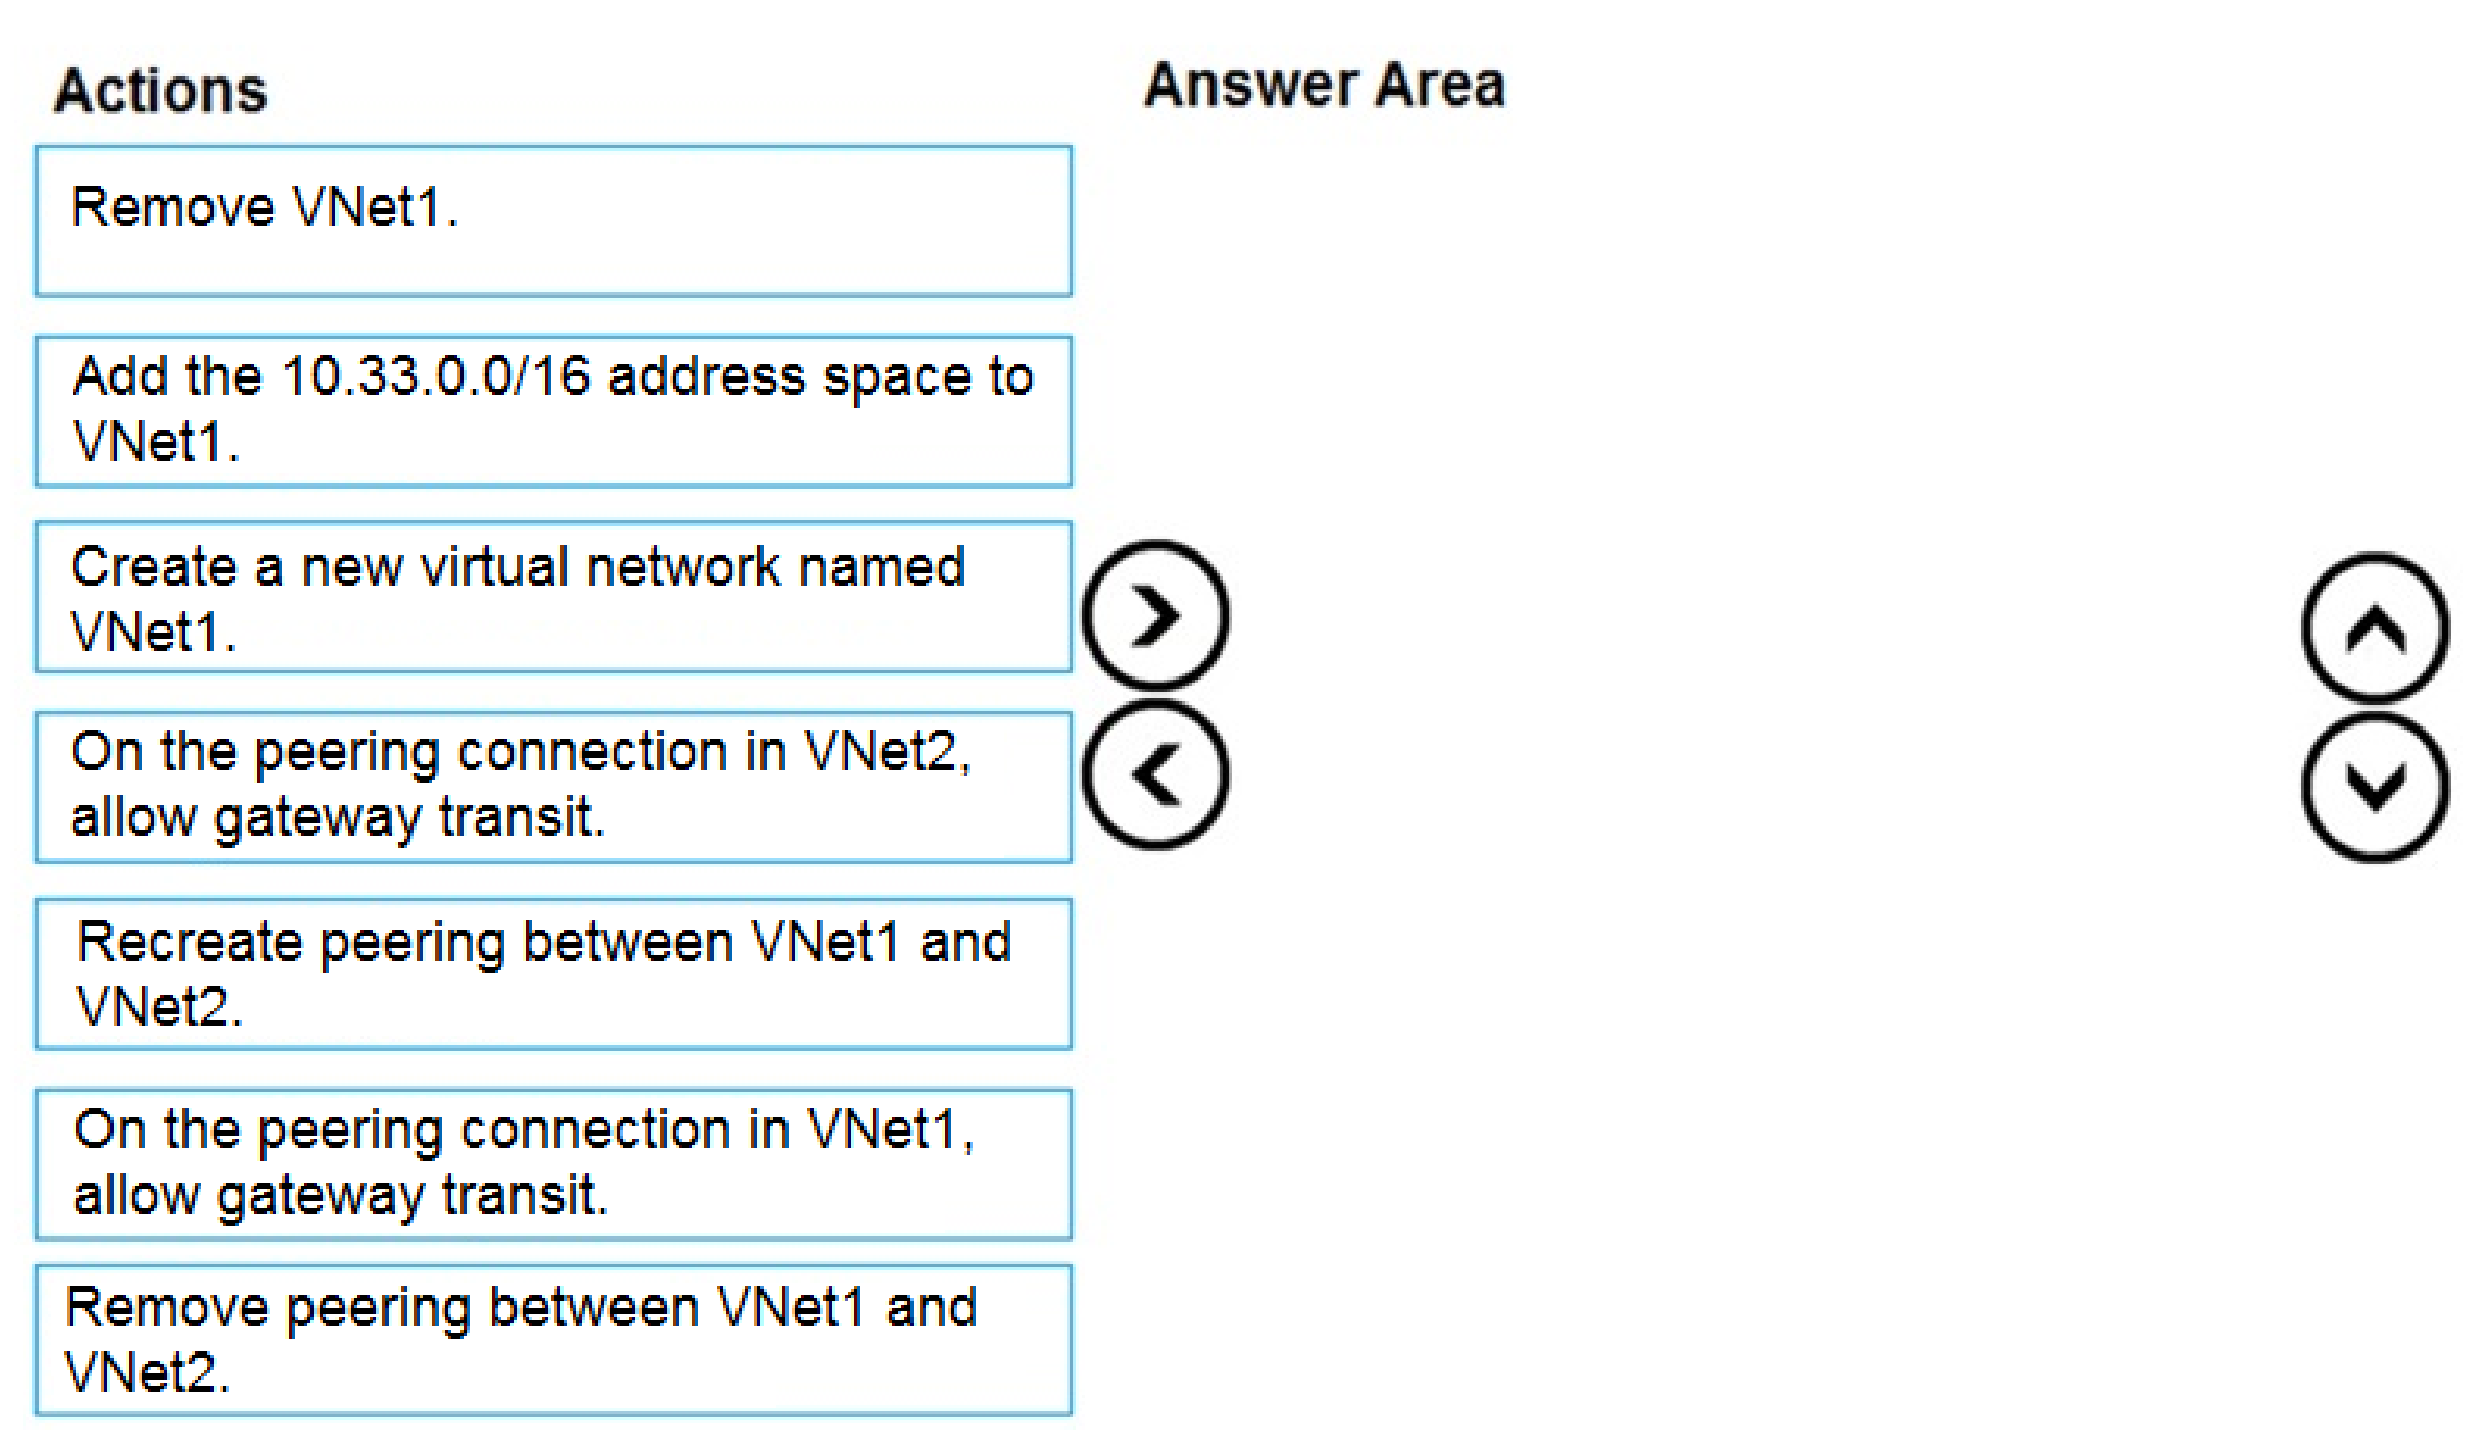 Actions
Answer Area
Remove VNet1.
Add the 10.33.0.0/16 address space to
VNet1.
Create a new virtual network named
VNet1.
On the peering connection in VNet2,
allow gateway transit.
Recreate peering between VNet1 and
VNet2.
On the peering connection in VNet1,
allow gateway transit.
Remove peering between VNet1 and
VNet2.